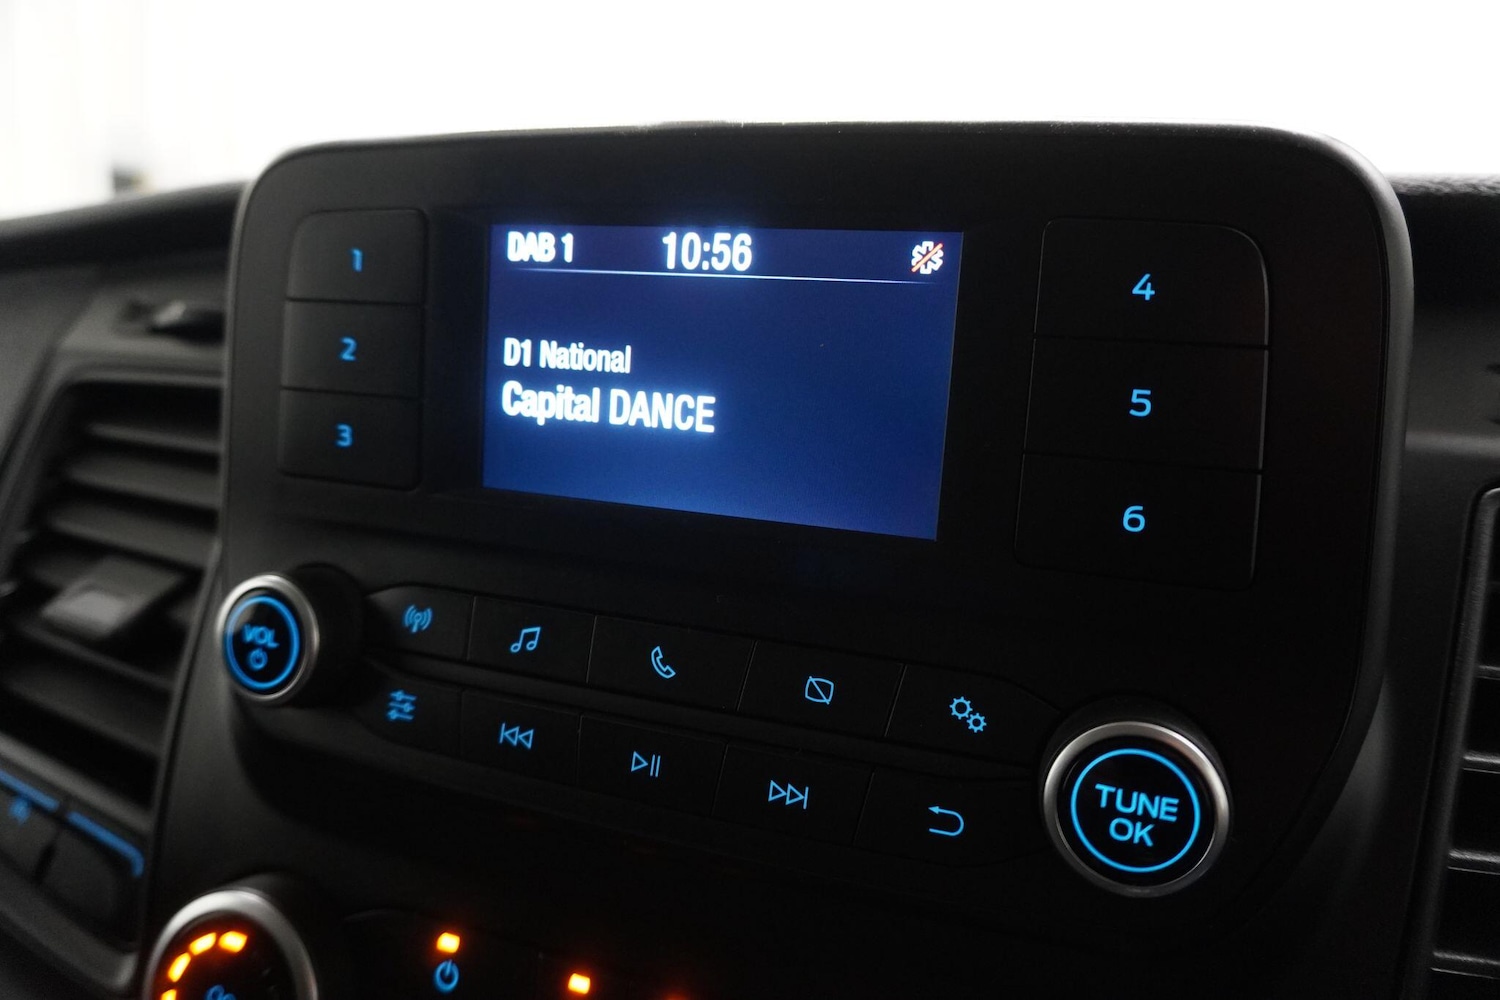 DAB 1 10:56
D1 National
Capital DANCE
1
2
3
4
5
6
VOL
TUNE
OK